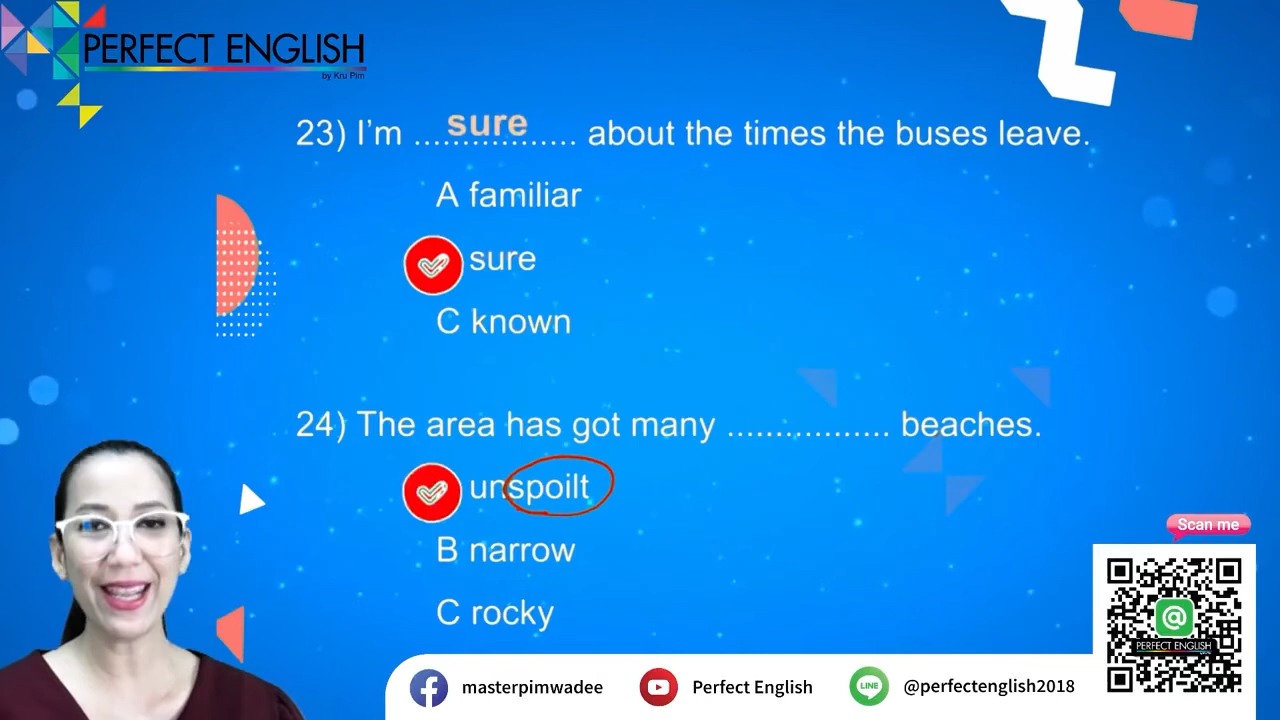 PERFECT ENGLISH
by Kru Pim
23) I'm ................. about the times the buses leave.
sure
A familiar
sure
C known
24) The area has got many ................. beaches.
unspoilt
B narrow
C rocky
Scan me
@
PERFECT ENGLISH
masterpimwadee
Perfect English
LINE
@perfectenglish2018